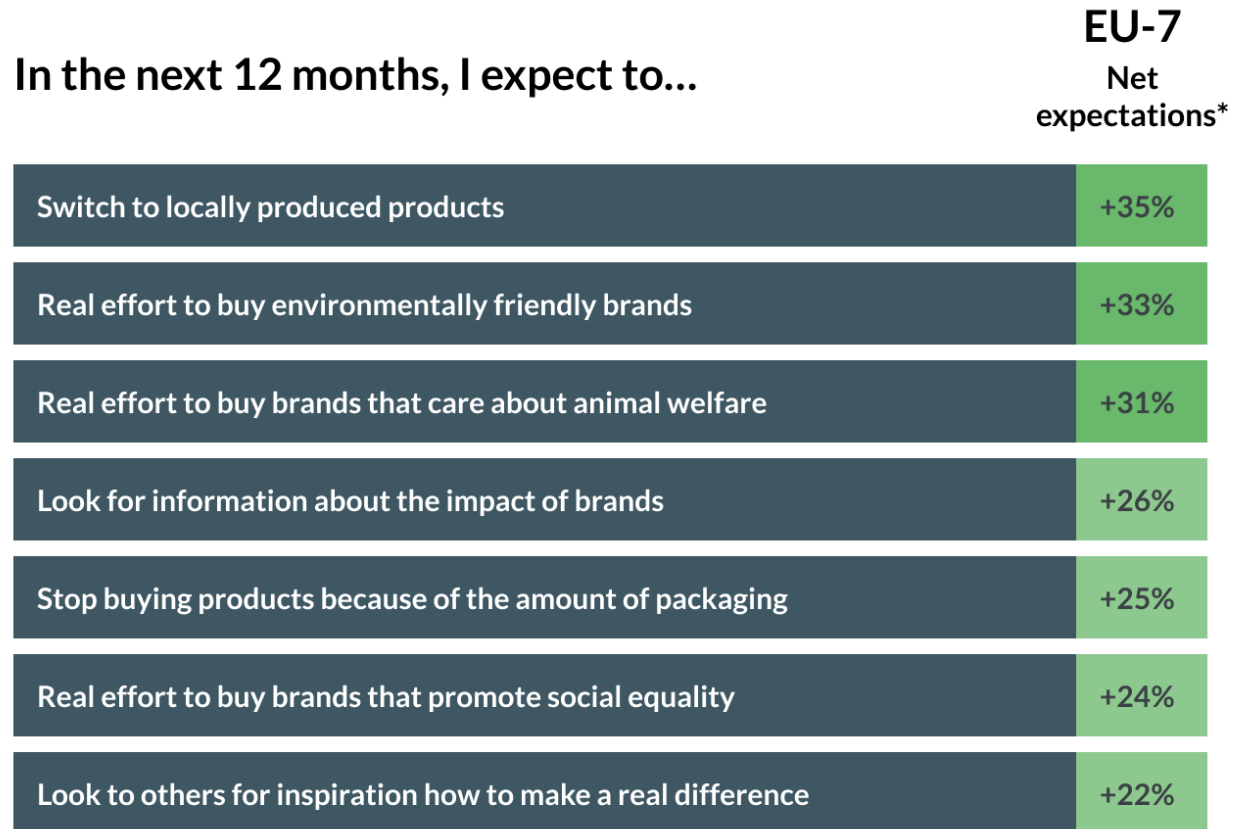 EU-7
In the next 12 months, I expect to...
Net
expectations*
Switch to locally produced products
+35%
Real effort to buy environmentally friendly brands
+33%
Real effort to buy brands that care about animal welfare
+31%
Look for information about the impact of brands
+26%
Stop buying products because of the amount of packaging
+25%
Real effort to buy brands that promote social equality
+24%
Look to others for inspiration how to make a real difference
+22%